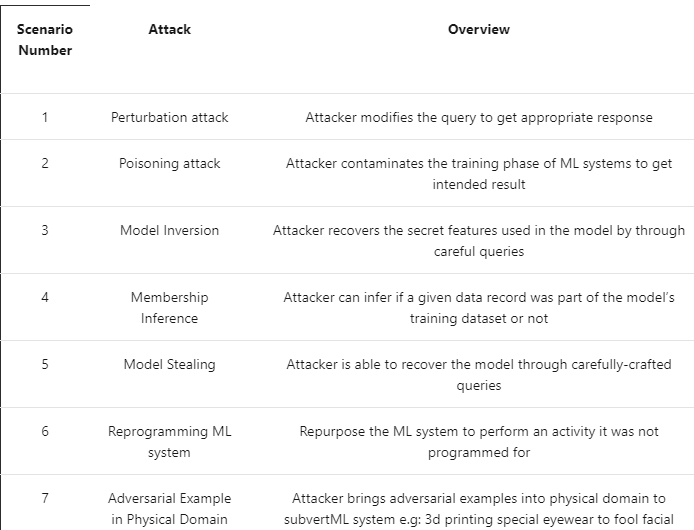 Scenario
Number
Attack
Overview
1
Perturbation attack
Attacker modifies the query to get appropriate response
2
Poisoning attack
Attacker contaminates the training phase of ML systems to get
intended result
3
Model Inversion
Attacker recovers the secret features used in the model by through
careful queries
4
Membership
Inference
Attacker can infer if a given data record was part of the model’s
training dataset or not
5
Model Stealing
Attacker is able to recover the model through carefully-crafted
queries
6
Reprogramming ML
system
Repurpose the ML system to perform an activity it was not
programmed for
7
Adversarial Example
in Physical Domain
Attacker brings adversarial examples into physical domain to
subvertML system e.g: 3d printing special eyewear to fool facial